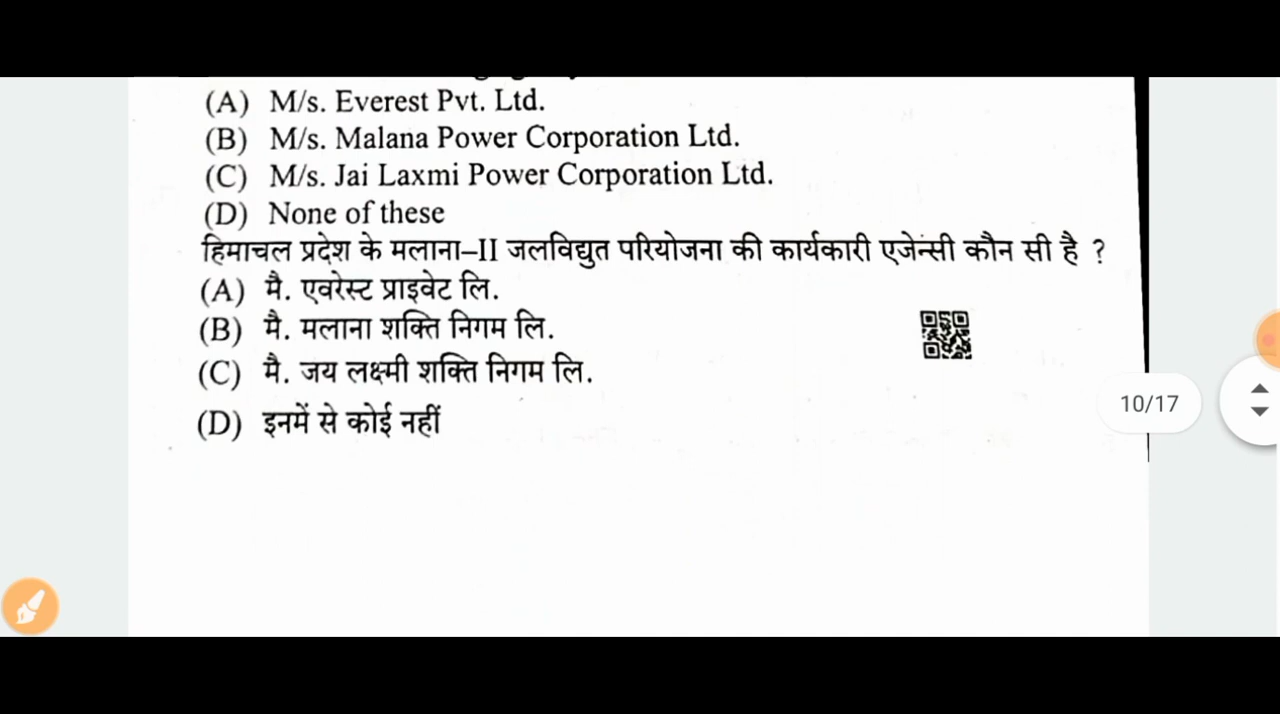 (A) M/s. Everest Pvt. Ltd.
(B) M/s. Malana Power Corporation Ltd.
(C) M/s. Jai Laxmi Power Corporation Ltd.
(D) None of these
हिमाचल प्रदेश के मलाना–II जलविद्युत परियोजना की कार्यकारी एजेन्सी कौन सी है ?
(A) मै. एवरेस्ट प्राइवेट लि.
(B) मै. मलाना शक्ति निगम लि.
(C) मै. जय लक्ष्मी शक्ति निगम लि.
(D) इनमें से कोई नहीं
10/17